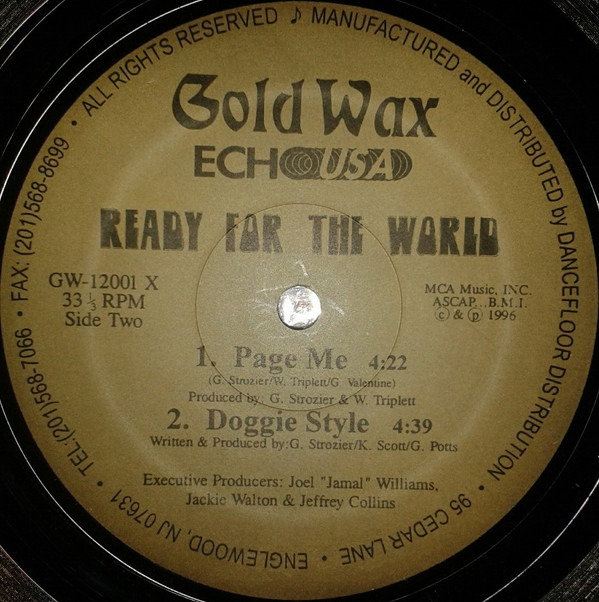 ALL RIGHTS RESERVED ♪ MANUFACTURED and DISTRIBUTED by DANCEFLOOR DISTRIBUTION • 95 CEDAR LANE • ENGLEWOOD, NJ 07631 • TEL:(201)568-7066 • FAX: (201)568-8699 •
Gold Wax
ECHO USA
READY FOR THE WORLD
GW-12001 X
33 ⅓ RPM
Side Two
MCA Music, INC.
ASCAP...B.M.I.
© & ℗ 1996
1. Page Me 4:22
(G. Strozier/W. Triplett/G. Valentine)
Produced by: G. Strozier & W. Triplett
2. Doggie Style 4:39
Written & Produced by:G. Strozier/K. Scott/G. Potts
Executive Producers: Joel "Jamal" Williams,
Jackie Walton & Jeffrey Collins